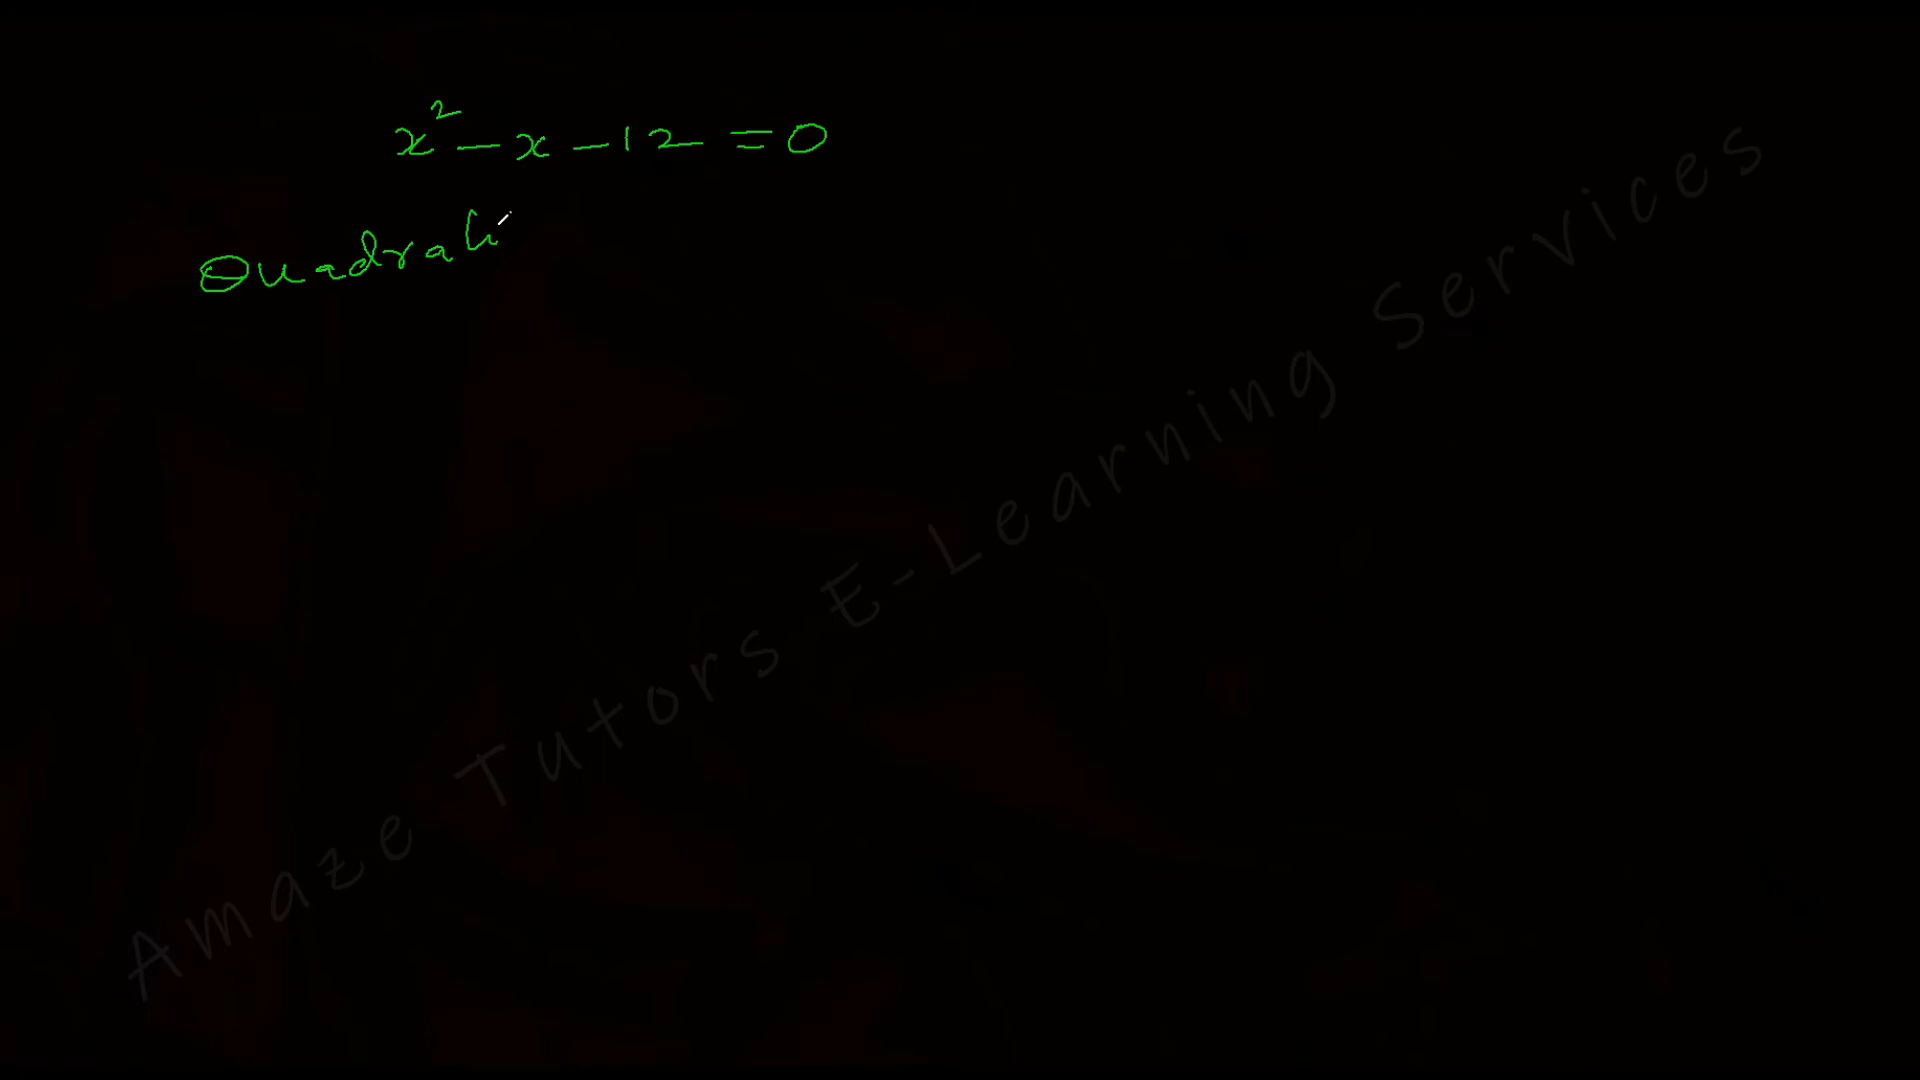 x² - x - 12 = 0
Quadrati
Amaze Tutors E-Learning Services